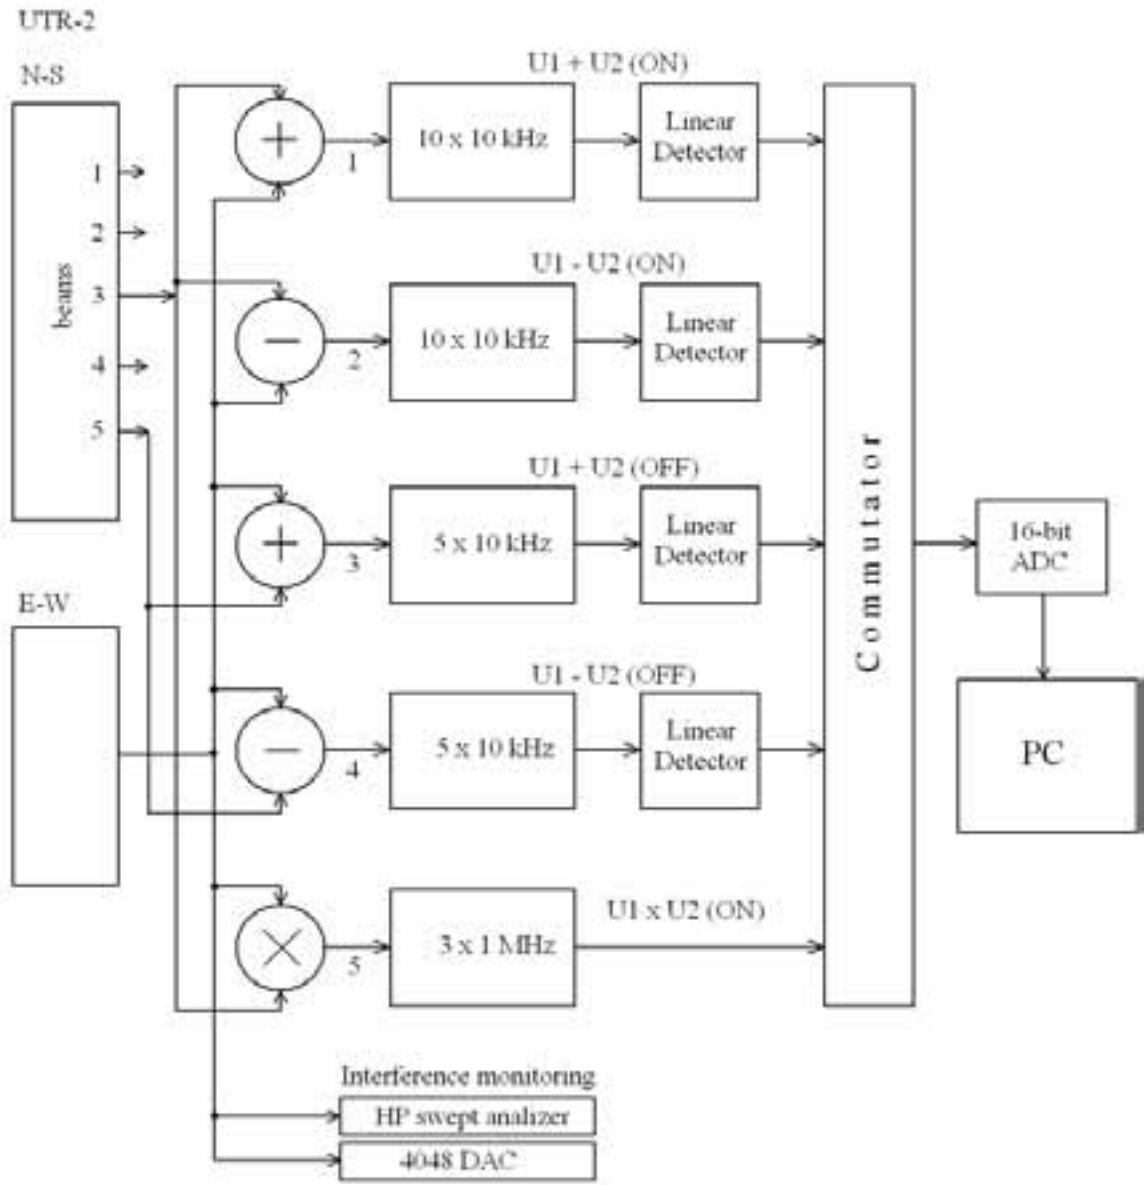 UTR-2
N-S
1
2
3
4
5
beams
E-W
+
1
10 x 10 kHz
U1 + U2 (ON)
Linear
Detector
−
2
10 x 10 kHz
U1 - U2 (ON)
Linear
Detector
+
3
5 x 10 kHz
U1 + U2 (OFF)
Linear
Detector
−
4
5 x 10 kHz
U1 - U2 (OFF)
Linear
Detector
×
5
3 x 1 MHz
U1 x U2 (ON)
Commutator
16-bit
ADC
PC
Interference monitoring
HP swept analizer
4048 DAC